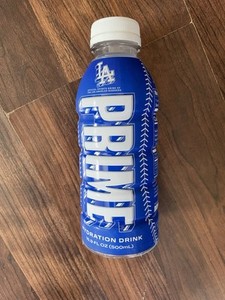 LA
PRIME
HYDRATION DRINK
16.9 FL OZ (500mL)